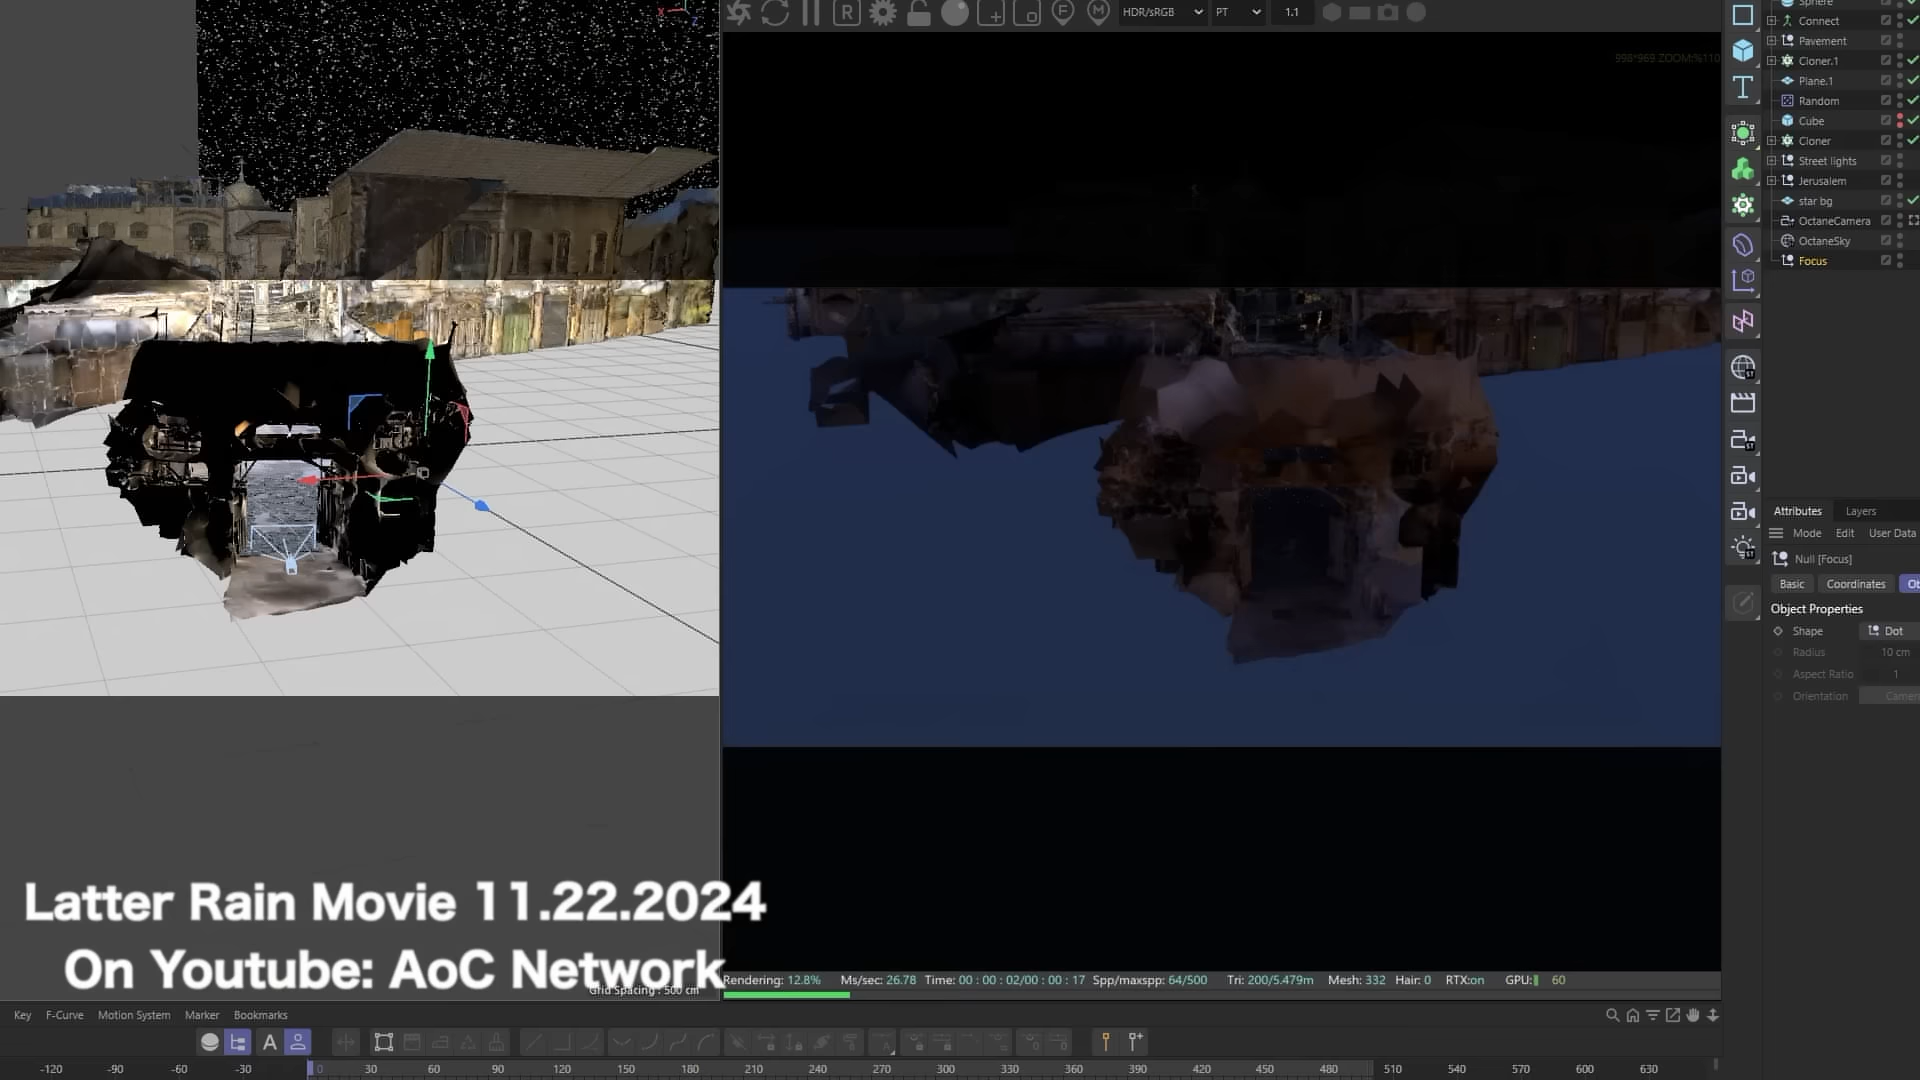 HDR/sRGB PT 1.1
998*969 ZOOM:%110
Sphere
Connect
Pavement
Cloner.1
Plane.1
Random
Cube
Cloner
Street lights
Jerusalem
star bg
OctaneCamera
OctaneSky
Focus
Attributes Layers
Mode Edit User Data
Null [Focus]
Basic Coordinates
Object Properties
Shape Dot
Radius 10 cm
Aspect Ratio 1
Orientation
Latter Rain Movie 11.22.2024
On Youtube: AoC Network
Grid Spacing : 500 cm
Rendering: 12.8% Ms/sec: 26.78 Time: 00 : 00 : 02/00 : 00 : 17 Spp/maxspp: 64/500 Tri: 200/5.479m Mesh: 332 Hair: 0 RTX:on GPU: 60
Key F-Curve Motion System Marker Bookmarks
-120 -90 -60 -30 0 30 60 90 120 150 180 210 240 270 300 330 360 390 420 450 480 510 540 570 600 630